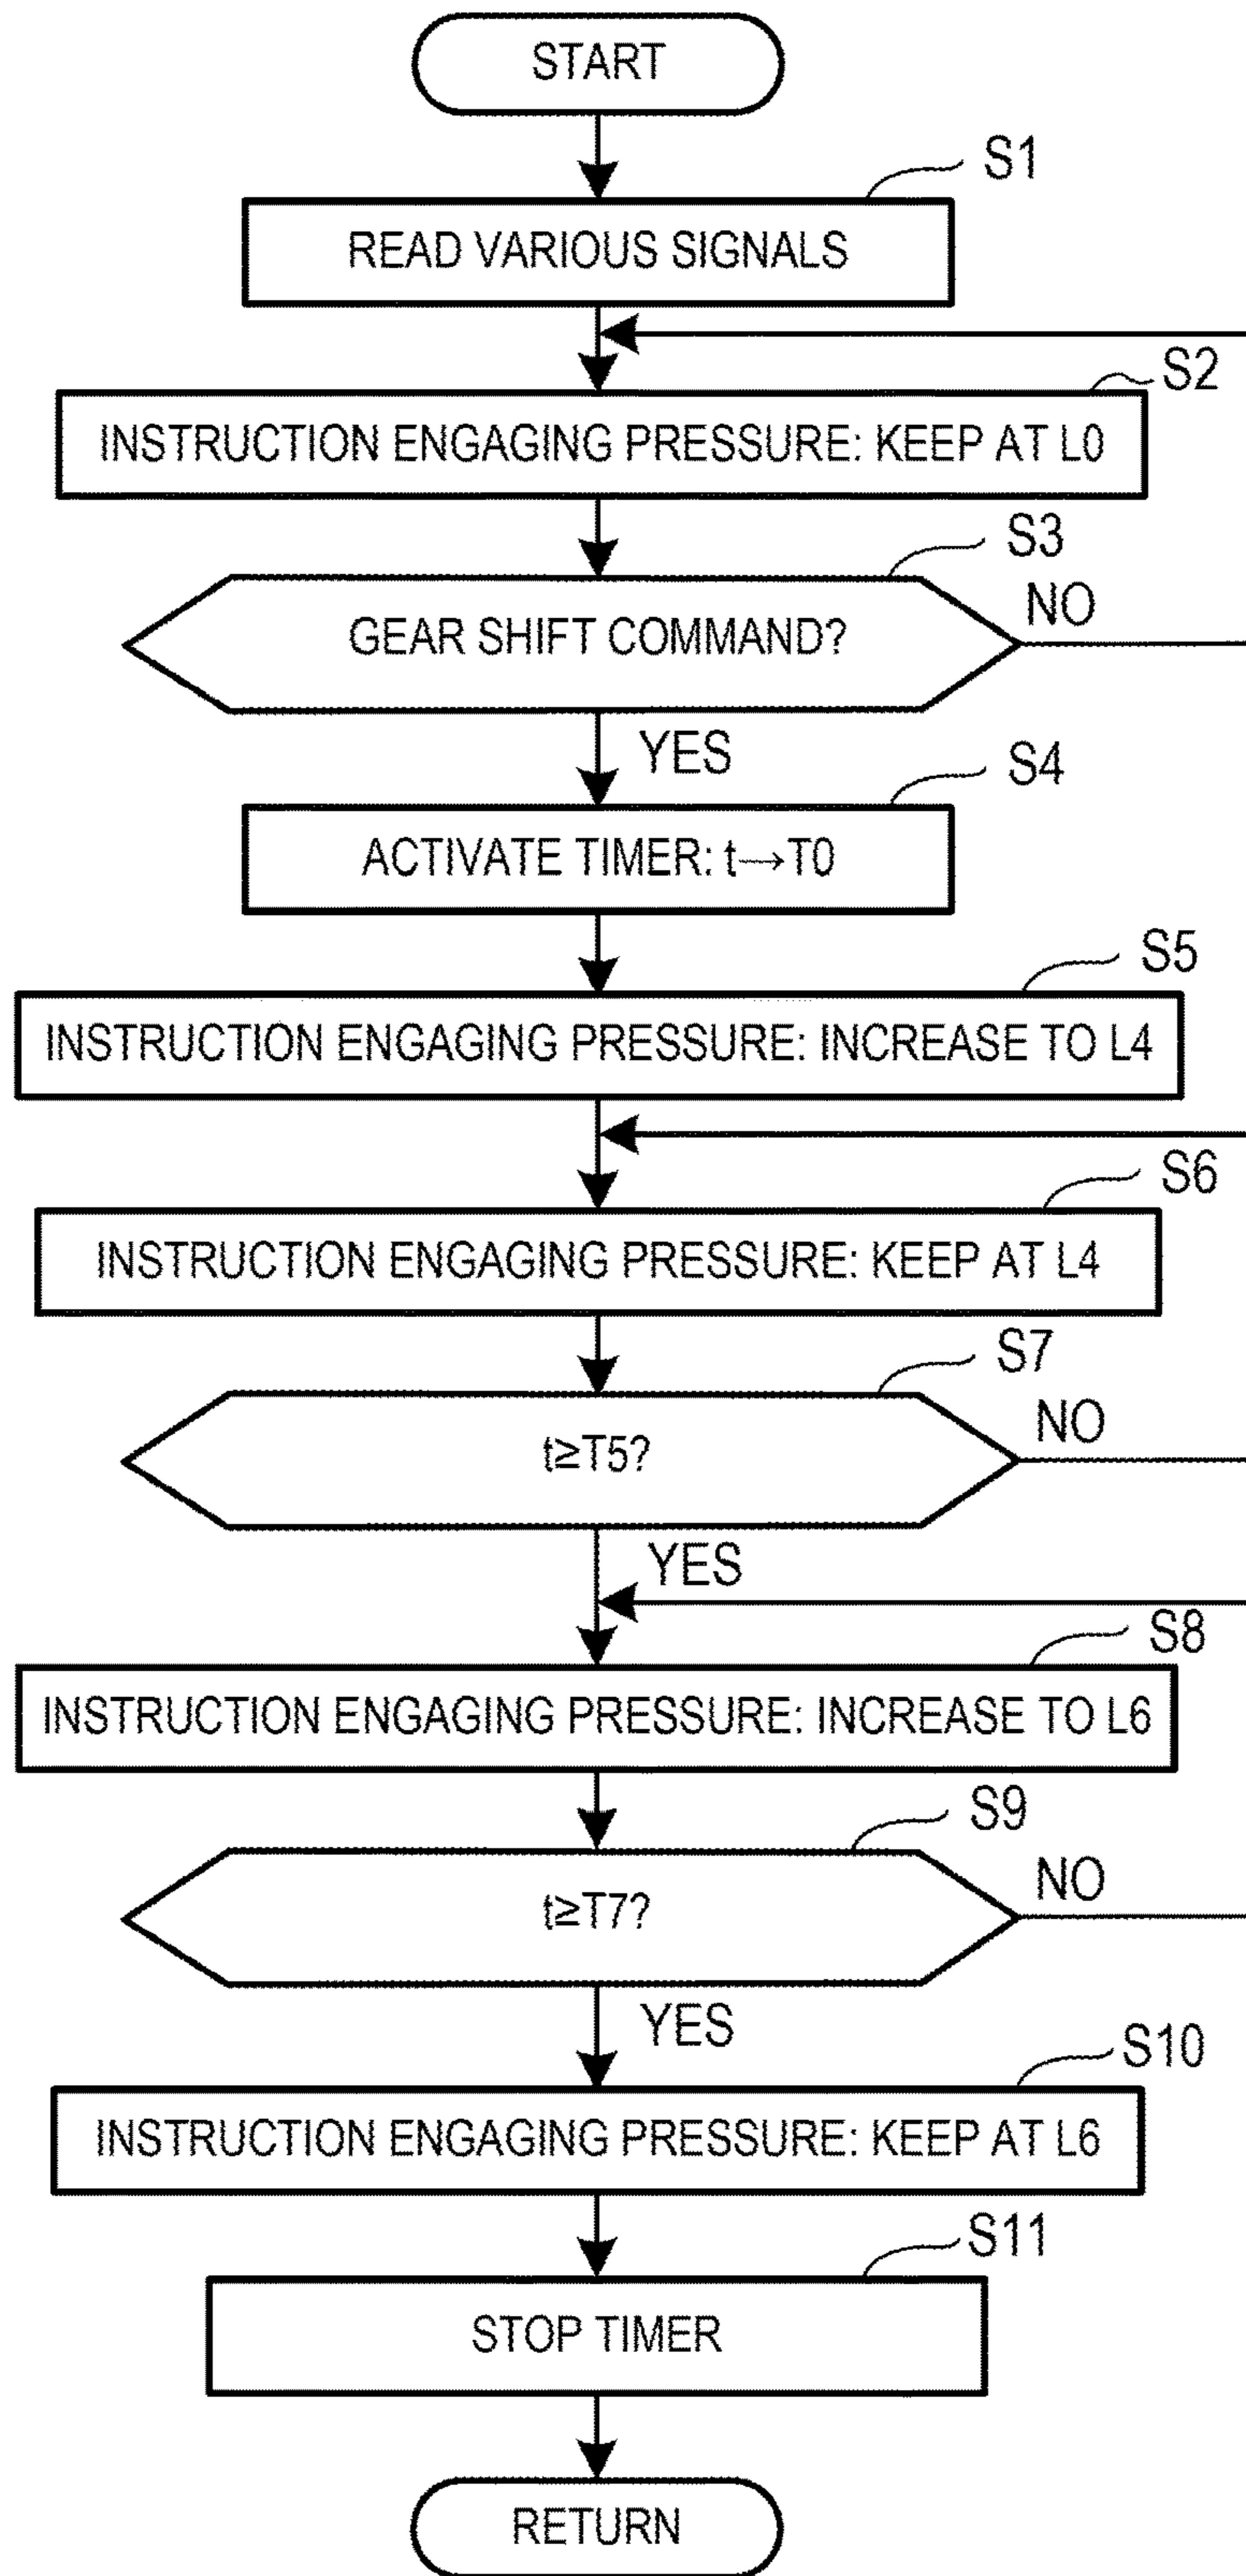 START
S1
READ VARIOUS SIGNALS
S2
INSTRUCTION ENGAGING PRESSURE: KEEP AT L0
S3
GEAR SHIFT COMMAND?
NO
YES
S4
ACTIVATE TIMER: t→T0
S5
INSTRUCTION ENGAGING PRESSURE: INCREASE TO L4
S6
INSTRUCTION ENGAGING PRESSURE: KEEP AT L4
S7
t≥T5?
NO
YES
S8
INSTRUCTION ENGAGING PRESSURE: INCREASE TO L6
S9
t≥T7?
NO
YES
S10
INSTRUCTION ENGAGING PRESSURE: KEEP AT L6
S11
STOP TIMER
RETURN